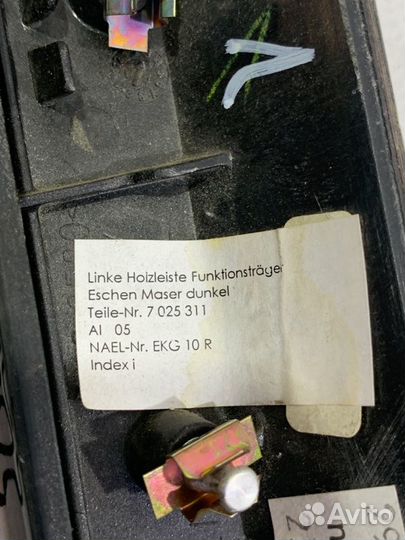 Linke Holzleiste Funktionsträger
Eschen Maser dunkel
Teile-Nr. 7 025 311
AI 05
NAEL-Nr. EKG 10 R
Index i
Avito